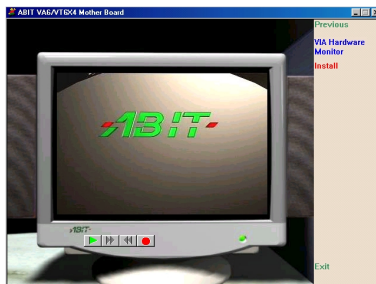 ABIT VA6/VT6X4 Mother Board
Previous
VIA Hardware
Monitor
Install
ABIT
ABIT
Exit